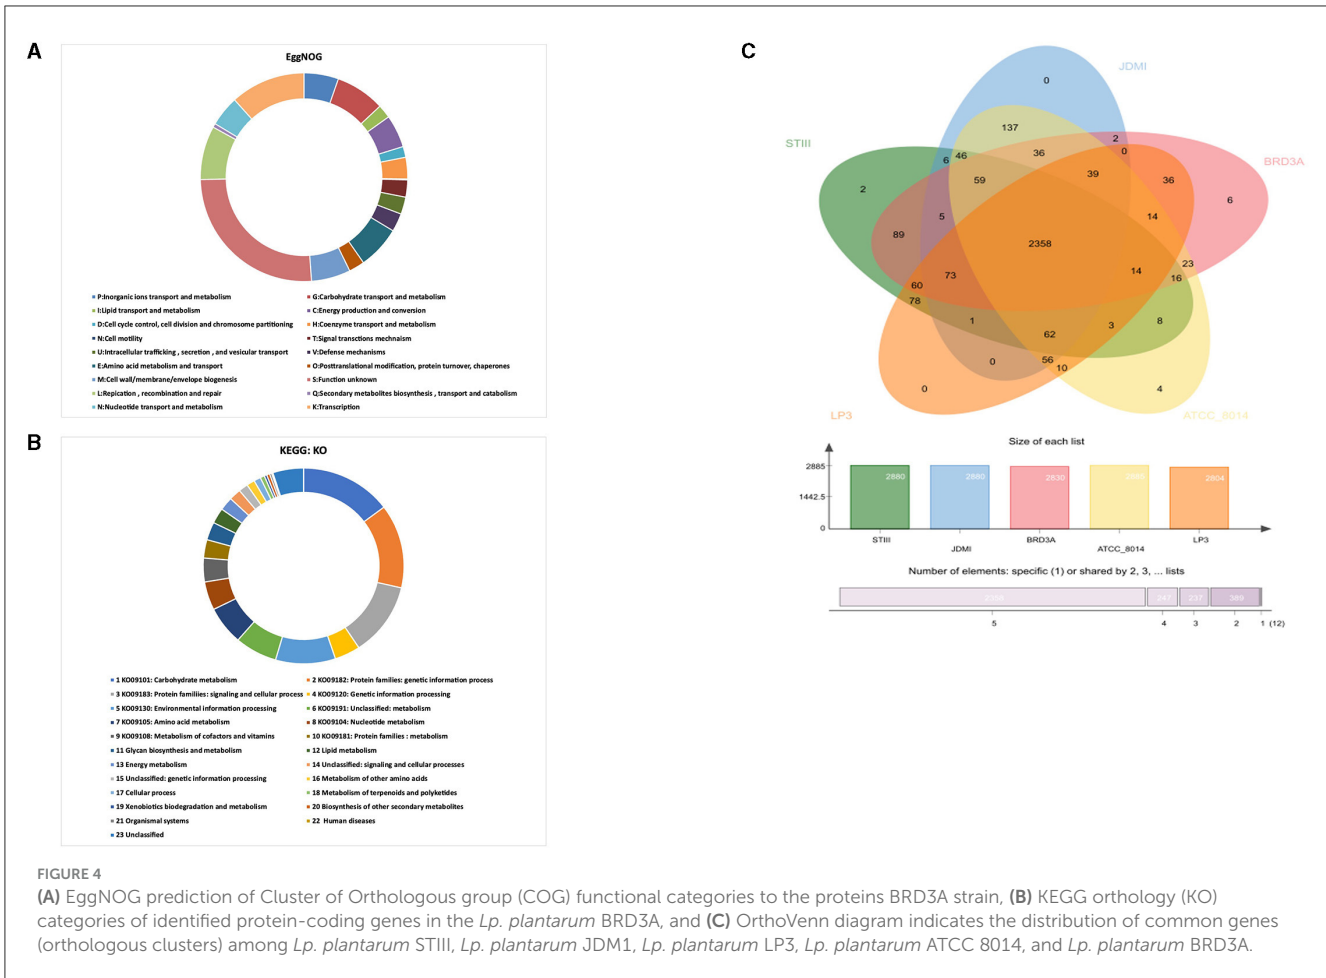 A
EggNOG
P:Inorganic ions transport and metabolism
G:Carbohydrate transport and metabolism
I:Lipid transport and metabolism
C:Energy production and conversion
D:Cell cycle control, cell division and chromosome partitioning
H:Coenzyme transport and metabolism
N:Cell motility
T:Signal transctions mechnaism
U:Intracellular trafficking , secretion , and vesicular transport
V:Defense mechanisms
E:Amino acid metabolism and transport
O:Posttranslational modification, protein turnover, chaperones
M:Cell wall/membrane/envelope biogenesis
S:Function unknown
L:Repication , recombination and repair
Q:Secondary metabolites biosynthesis , transport and catabolism
N:Nucleotide transport and metabolism
K:Transcription
B
KEGG: KO
1 KO09101: Carbohydrate metabolism
2 KO09182: Protein families: genetic information process
3 KO09183: Protein familiies: signaling and cellular process
4 KO09120: Genetic information processing
5 KO09130: Environmental information processing
6 KO09191: Unclassified: metabolism
7 KO09105: Amino acid metabolism
8 KO09104: Nucleotide metabolism
9 KO09108: Metabolism of cofactors and vitamins
10 KO09181: Protein families : metabolism
11 Glycan biosynthesis and metabolism
12 Lipid metabolism
13 Energy metabolism
14 Unclassified: signaling and cellular processes
15 Unclassified: genetic information processing
16 Metabolism of other amino acids
17 Cellular process
18 Metabolism of terpenoids and polyketides
19 Xenobiotics biodegradation and metabolism
20 Biosynthesis of other secondary metabolites
21 Organismal systems
22 Human diseases
23 Unclassified
C
JDMI
0
STIII
BRD3A
137
2
0
6
46
36
59
39
36
2
6
5
14
89
2358
23
73
14
16
60
78
1
62
3
8
0
56
10
0
4
LP3
ATCC_8014
Size of each list
2885
1442.5
0
2880
2880
2830
2804
STIII
JDMI
BRD3A
ATCC_8014
LP3
Number of elements: specific (1) or shared by 2, 3, ... lists
2358
247
237
389
5
4
3
2
1 (12)
FIGURE 4
(A) EggNOG prediction of Cluster of Orthologous group (COG) functional categories to the proteins BRD3A strain, (B) KEGG orthology (KO)
categories of identified protein-coding genes in the Lp. plantarum BRD3A, and (C) OrthoVenn diagram indicates the distribution of common genes
(orthologous clusters) among Lp. plantarum STIII, Lp. plantarum JDM1, Lp. plantarum LP3, Lp. plantarum ATCC 8014, and Lp. plantarum BRD3A.